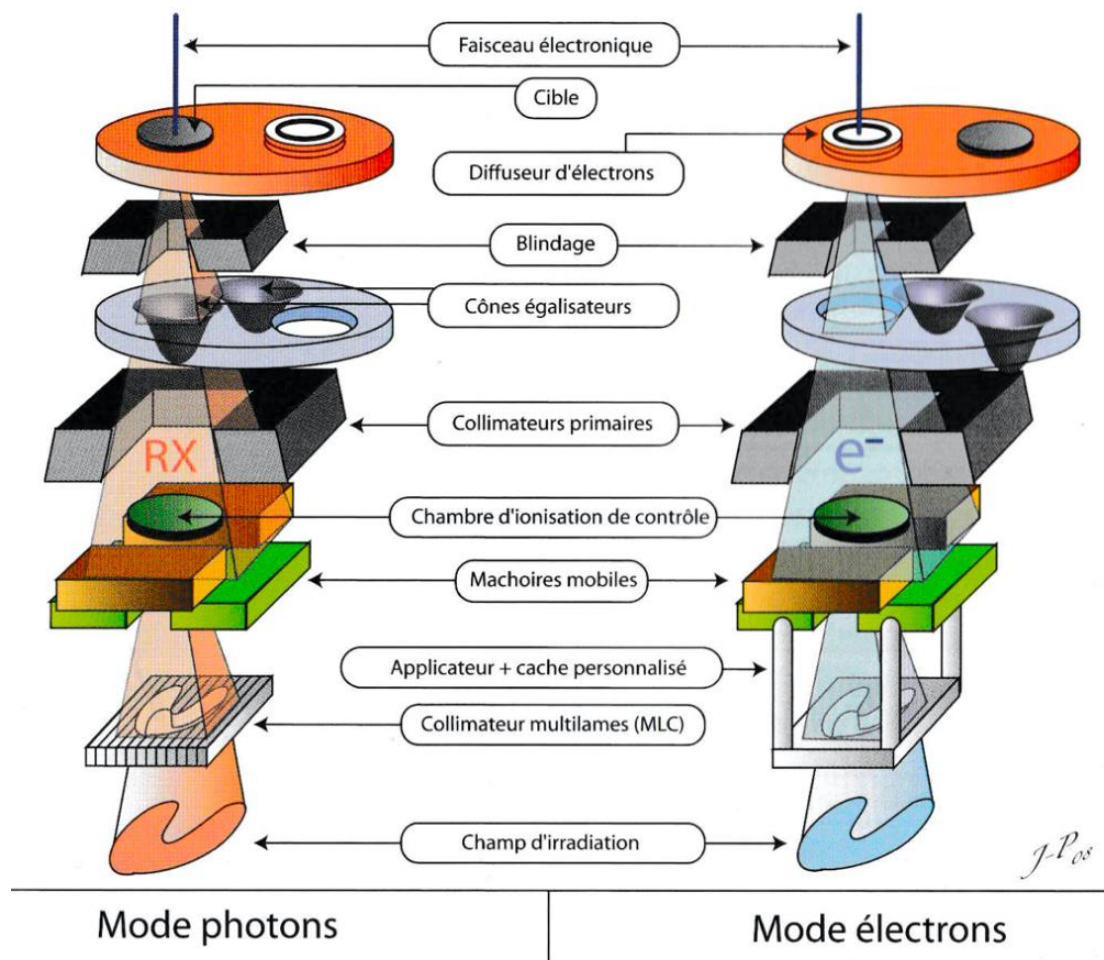 Faisceau électronique
Cible
Diffuseur d'électrons
Blindage
Cônes égalisateurs
Collimateurs primaires
RX
e⁻
Chambre d'ionisation de contrôle
Machoires mobiles
Applicateur + cache personnalisé
Collimateur multilames (MLC)
Champ d'irradiation
J-P 08
Mode photons
Mode électrons